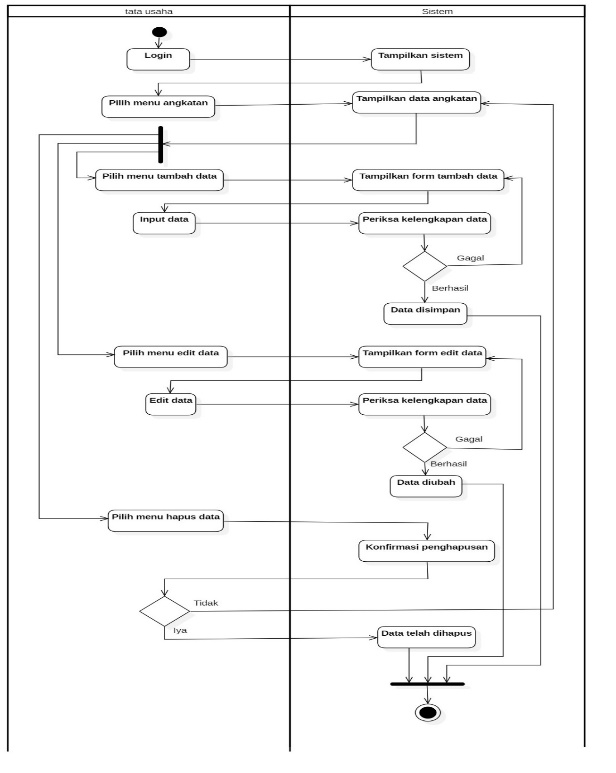 tata usaha
Sistem
Login
Tampilkan sistem
Pilih menu angkatan
Tampilkan data angkatan
Pilih menu tambah data
Tampilkan form tambah data
Input data
Periksa kelengkapan data
Gagal
Berhasil
Data disimpan
Pilih menu edit data
Tampilkan form edit data
Edit data
Periksa kelengkapan data
Gagal
Berhasil
Data diubah
Pilih menu hapus data
Konfirmasi penghapusan
Tidak
Iya
Data telah dihapus